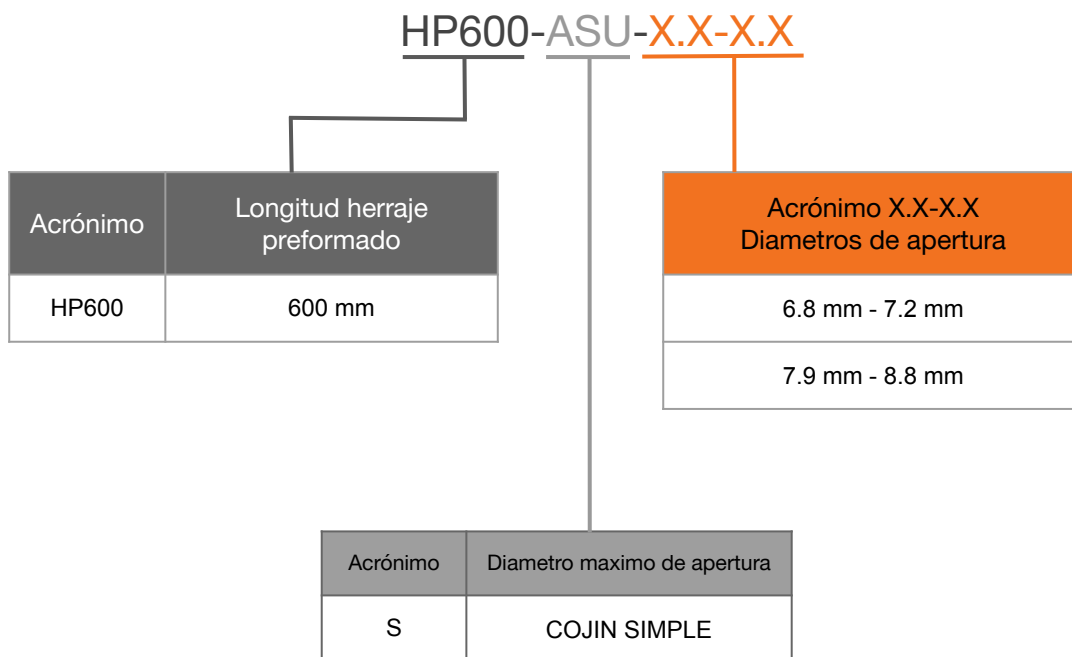 HP600-ASU-X.X-X.X
Acrónimo
Longitud herraje
preformado
HP600
600 mm
Acrónimo X.X-X.X
Diametros de apertura
6.8 mm - 7.2 mm
7.9 mm - 8.8 mm
Acrónimo
Diametro maximo de apertura
S
COJIN SIMPLE